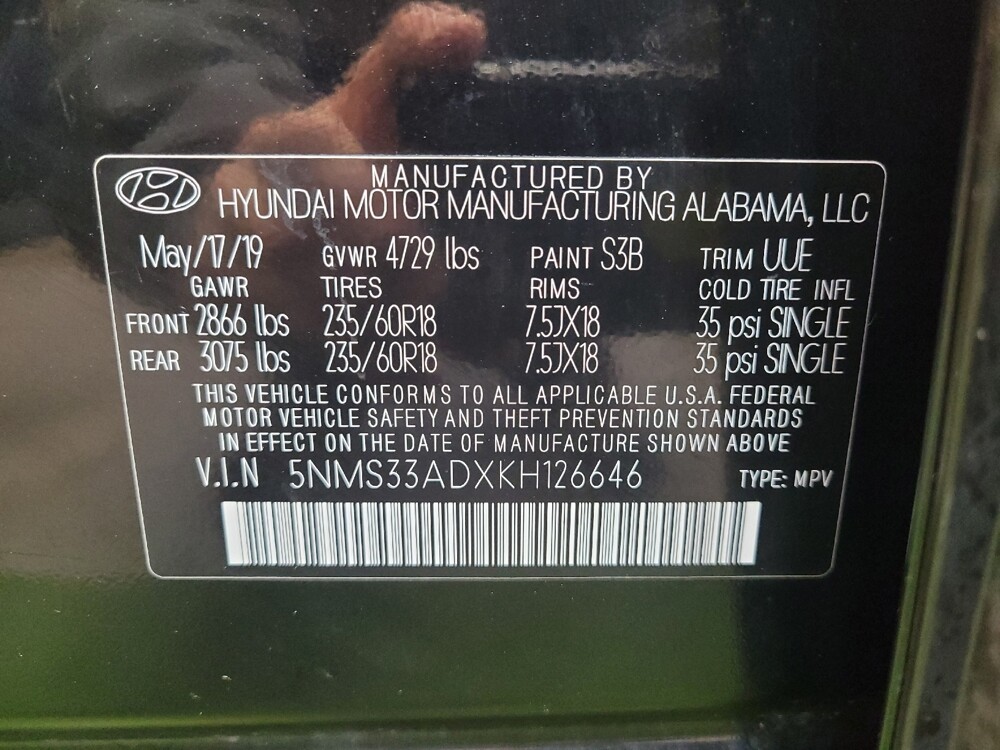 MANUFACTURED BY
HYUNDAI MOTOR MANUFACTURING ALABAMA, LLC
May/17/19 GVWR 4729 lbs PAINT S3B TRIM UUE
GAWR TIRES RIMS COLD TIRE INFL
FRONT 2866 lbs 235/60R18 7.5JX18 35 psi SINGLE
REAR 3075 lbs 235/60R18 7.5JX18 35 psi SINGLE
THIS VEHICLE CONFORMS TO ALL APPLICABLE U.S.A. FEDERAL
MOTOR VEHICLE SAFETY AND THEFT PREVENTION STANDARDS
IN EFFECT ON THE DATE OF MANUFACTURE SHOWN ABOVE
V.I.N 5NMS33ADXKH126646 TYPE: MPV